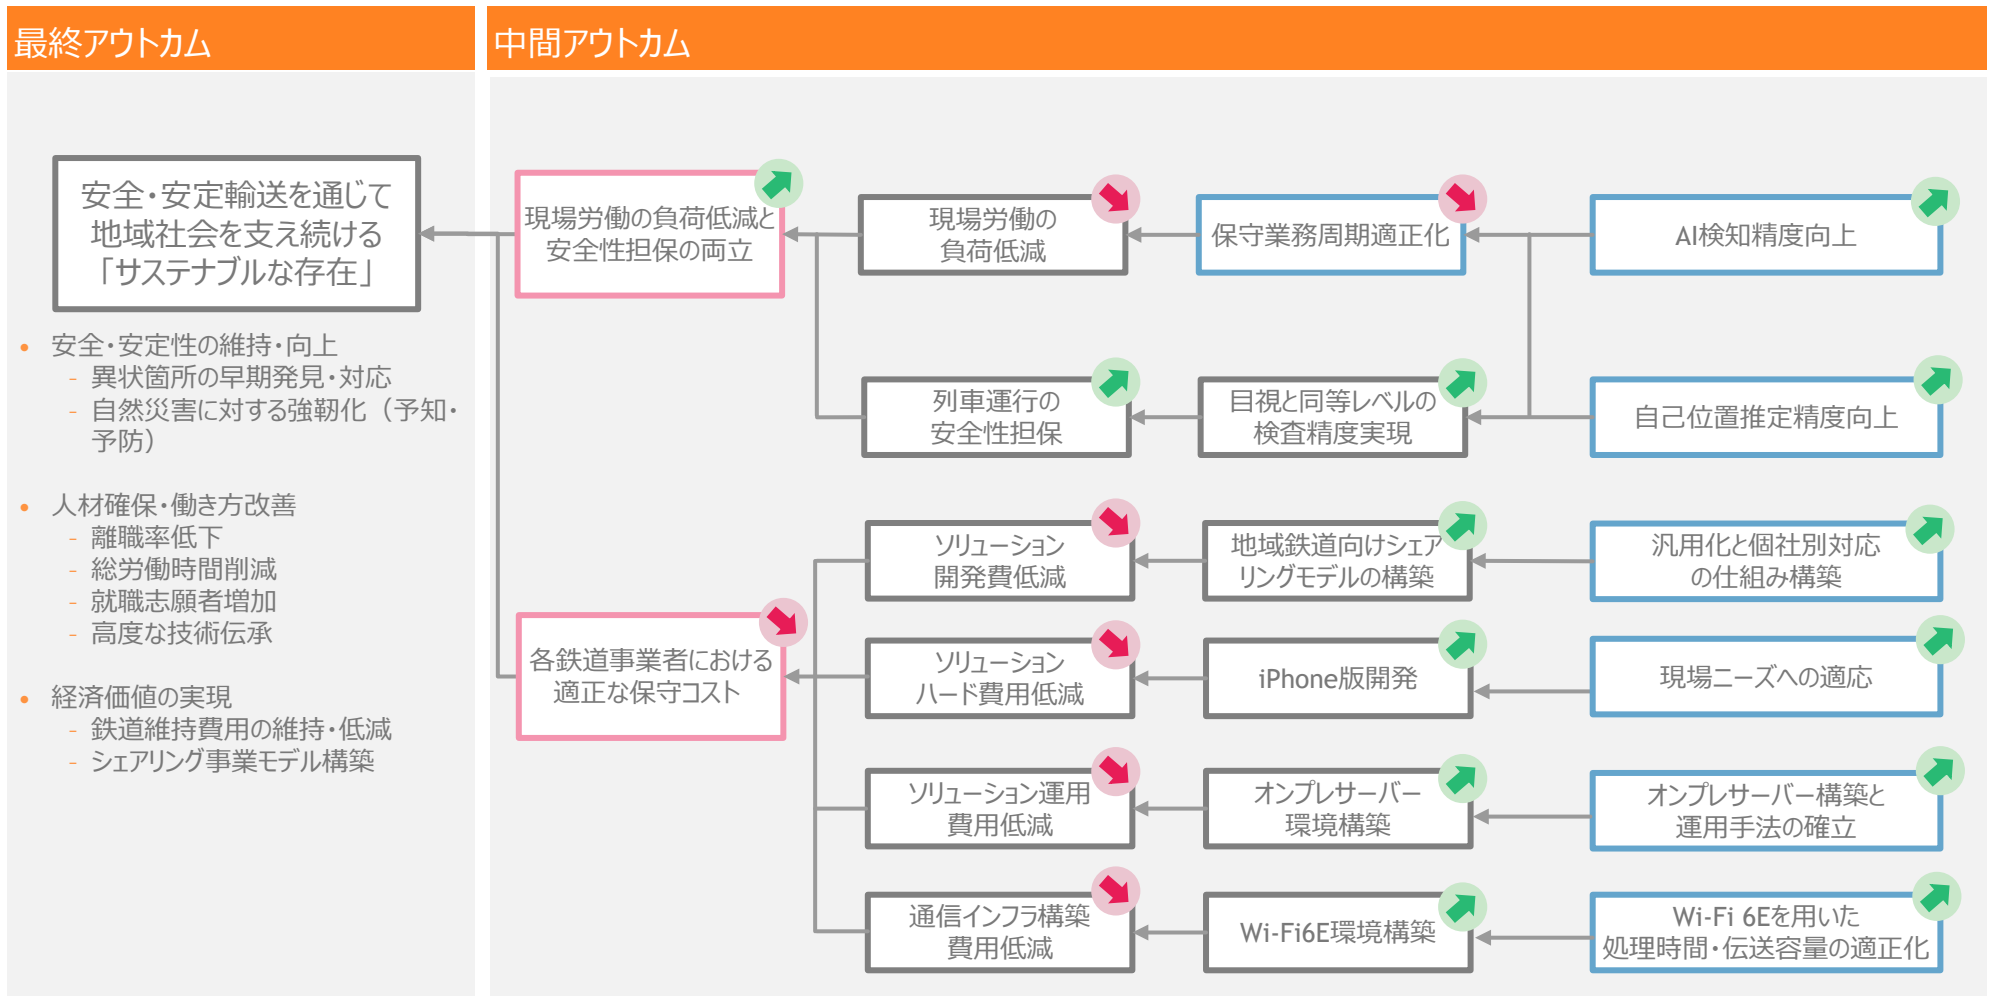 最終アウトカム
中間アウトカム
安全・安定輸送を通じて
地域社会を支え続ける
「サステナブルな存在」
• 安全・安定性の維持・向上
- 異状箇所の早期発見・対応
- 自然災害に対する強靭化（予知・
予防）
• 人材確保・働き方改善
- 離職率低下
- 総労働時間削減
- 就職志願者増加
- 高度な技術伝承
• 経済価値の実現
- 鉄道維持費用の維持・低減
- シェアリング事業モデル構築
現場労働の負荷低減と
安全性担保の両立
現場労働の
負荷低減
保守業務周期適正化
AI検知精度向上
列車運行の
安全性担保
目視と同等レベルの
検査精度実現
自己位置推定精度向上
各鉄道事業者における
適正な保守コスト
ソリューション
開発費低減
地域鉄道向けシェア
リングモデルの構築
汎用化と個社別対応
の仕組み構築
ソリューション
ハード費用低減
iPhone版開発
現場ニーズへの適応
ソリューション運用
費用低減
オンプレサーバー
環境構築
オンプレサーバー構築と
運用手法の確立
通信インフラ構築
費用低減
Wi-Fi6E環境構築
Wi-Fi 6Eを用いた
処理時間・伝送容量の適正化